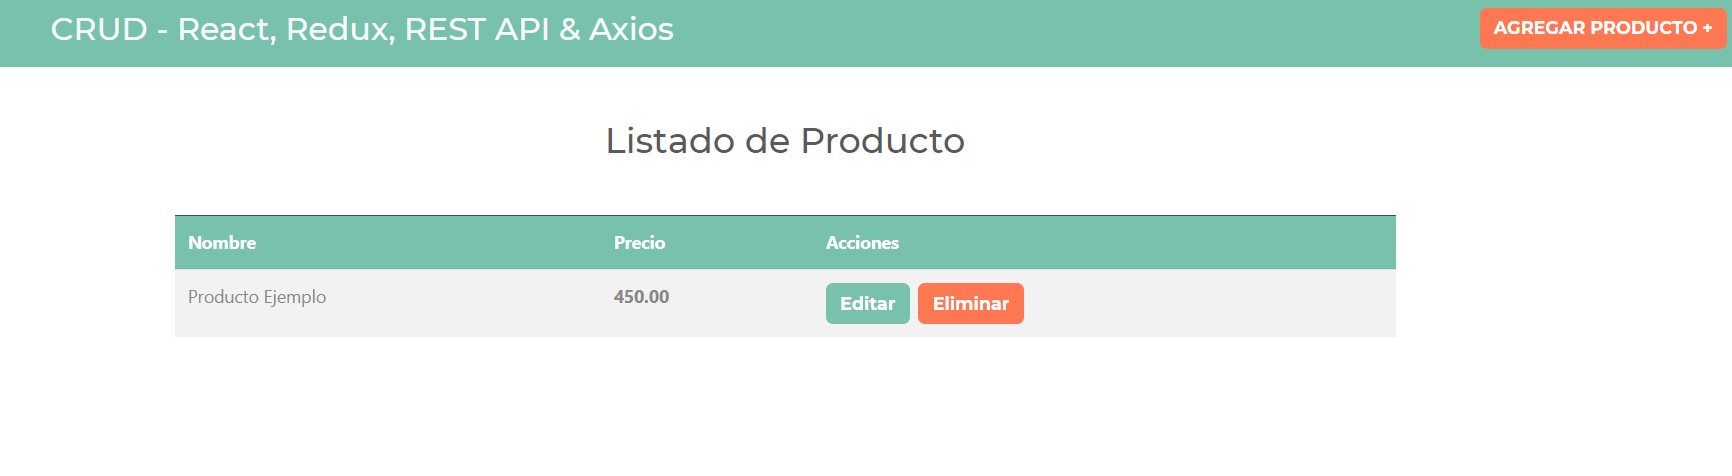 CRUD - React, Redux, REST API & Axios AGREGAR PRODUCTO +
Listado de Producto
Nombre Precio Acciones
Producto Ejemplo 450.00 Editar Eliminar